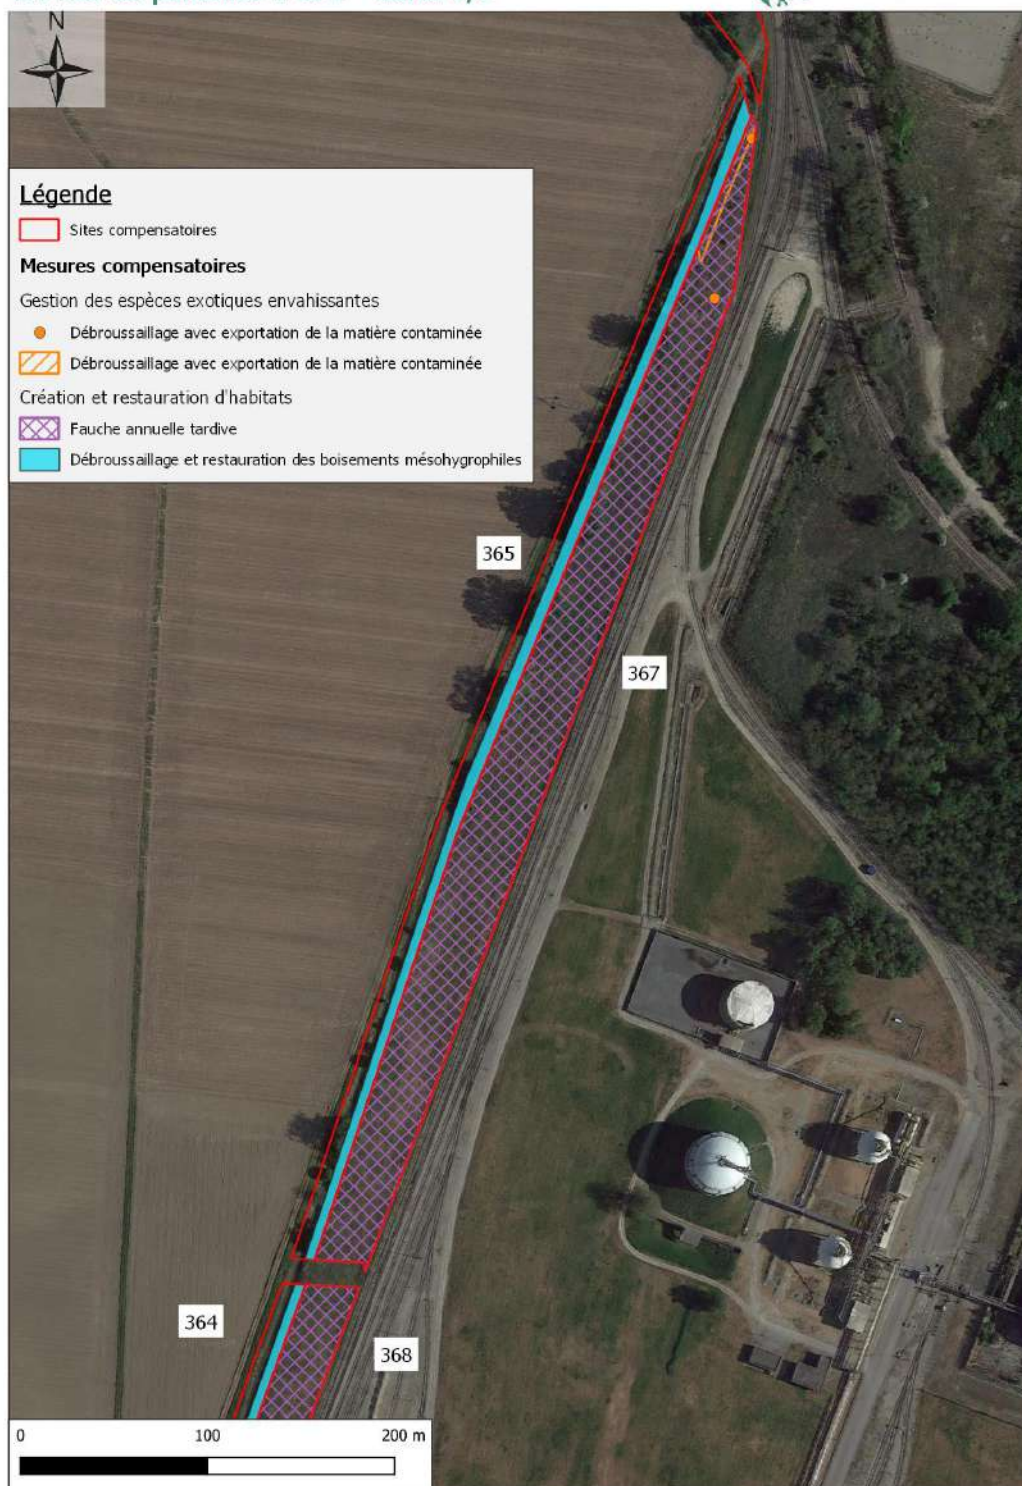 N
Légende
Sites compensatoires
Mesures compensatoires
Gestion des espèces exotiques envahissantes
Débroussaillage avec exportation de la matière contaminée
Débroussaillage avec exportation de la matière contaminée
Création et restauration d'habitats
Fauche annuelle tardive
Débroussaillage et restauration des boisements mésohygrophiles
365
367
364
368
0 100 200 m